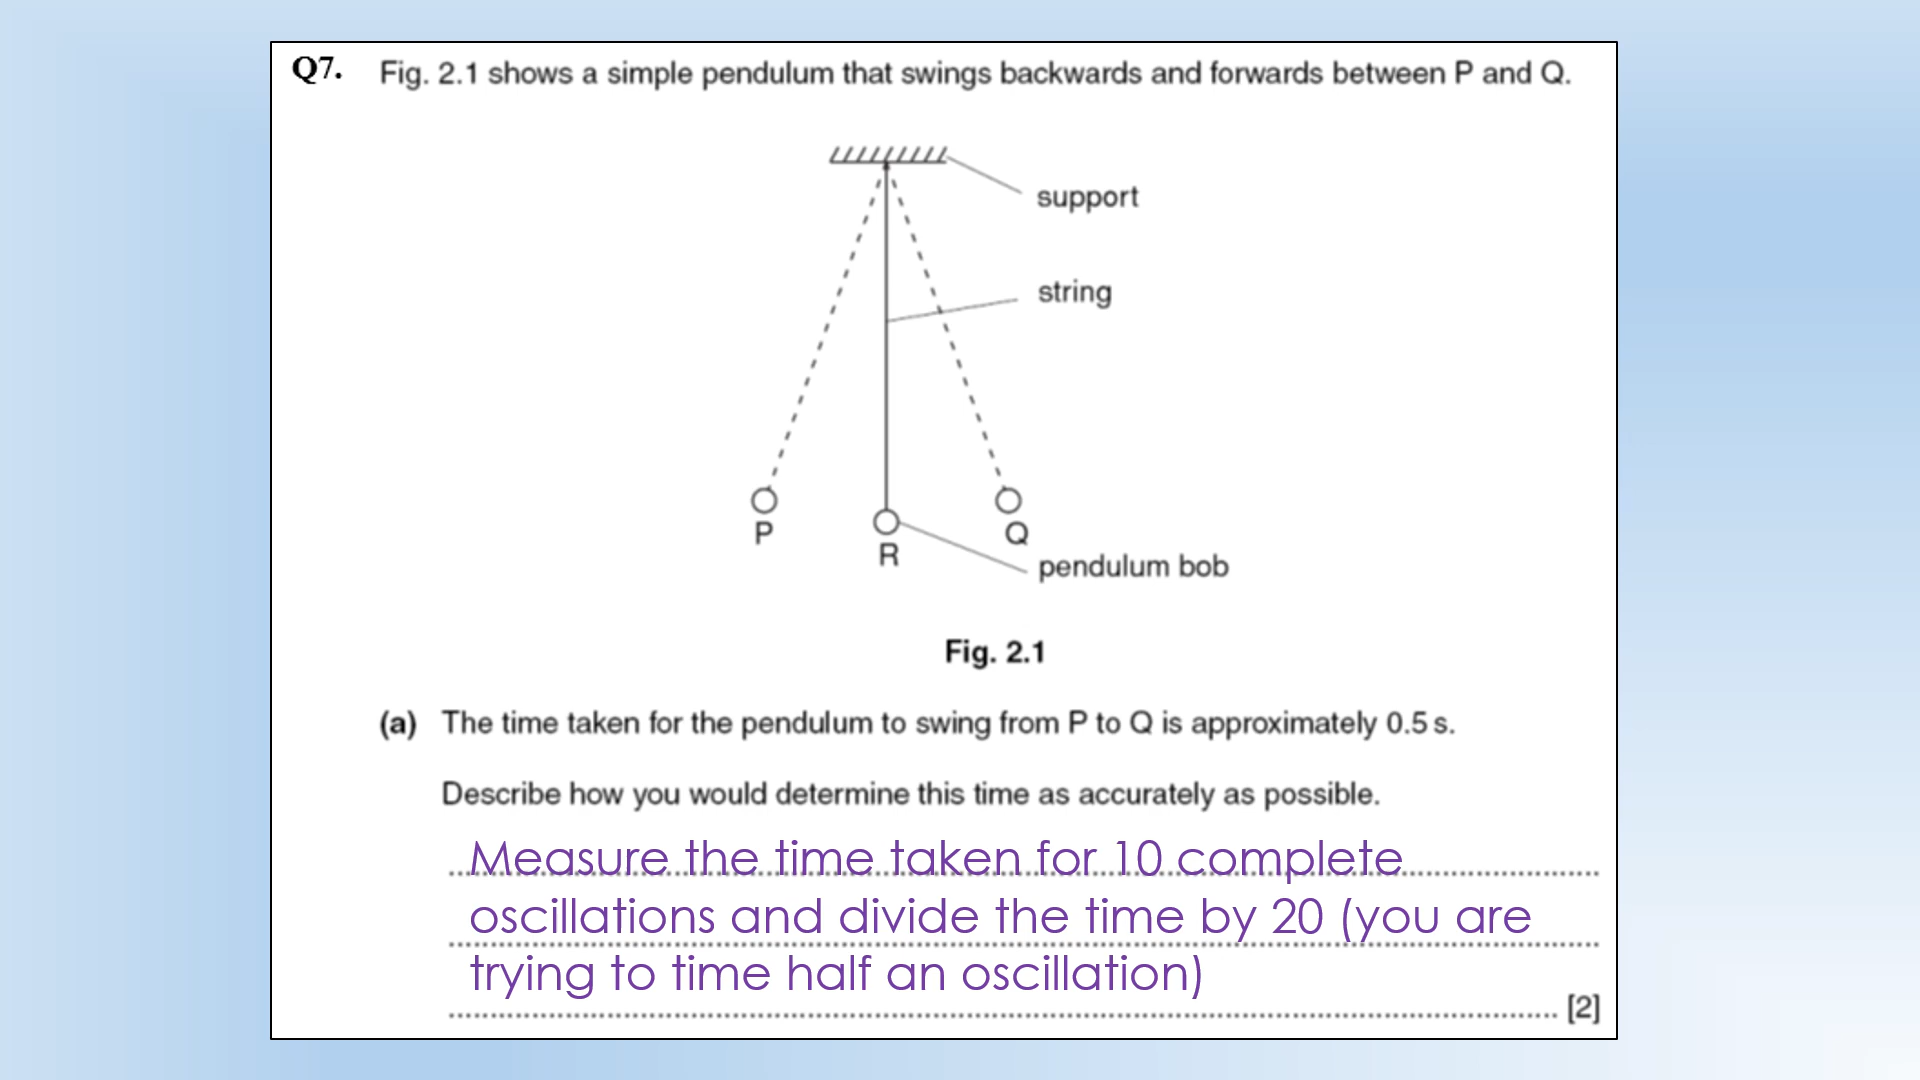 Q7. Fig. 2.1 shows a simple pendulum that swings backwards and forwards between P and Q.
support
string
P
Q
R
pendulum bob
Fig. 2.1
(a) The time taken for the pendulum to swing from P to Q is approximately 0.5 s.
Describe how you would determine this time as accurately as possible.
Measure the time taken for 10 complete
oscillations and divide the time by 20 (you are
trying to time half an oscillation)
[2]